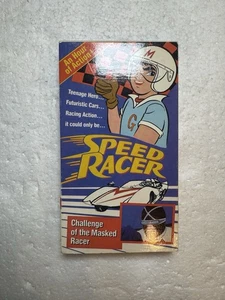 An Hour
of Action!
M
Teenage Hero...
Futuristic Cars...
Racing Action...
it could only be...
G
SPEED
RACER
Challenge
of the Masked
Racer